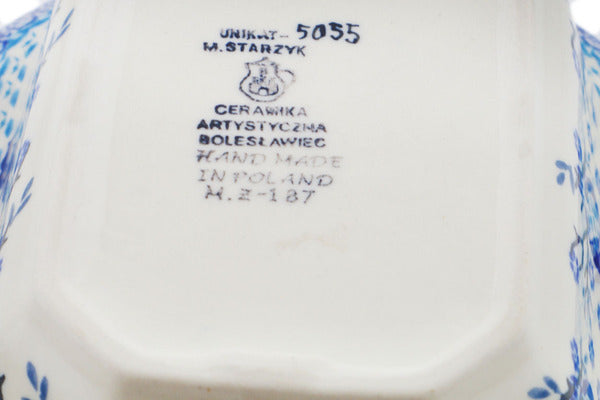 UNIKAT-5055
M.STARZYK
CERAMIKA
ARTYSTYCZNA
BOLESŁAWIEC
HAND MADE
IN POLAND
M.Z-187